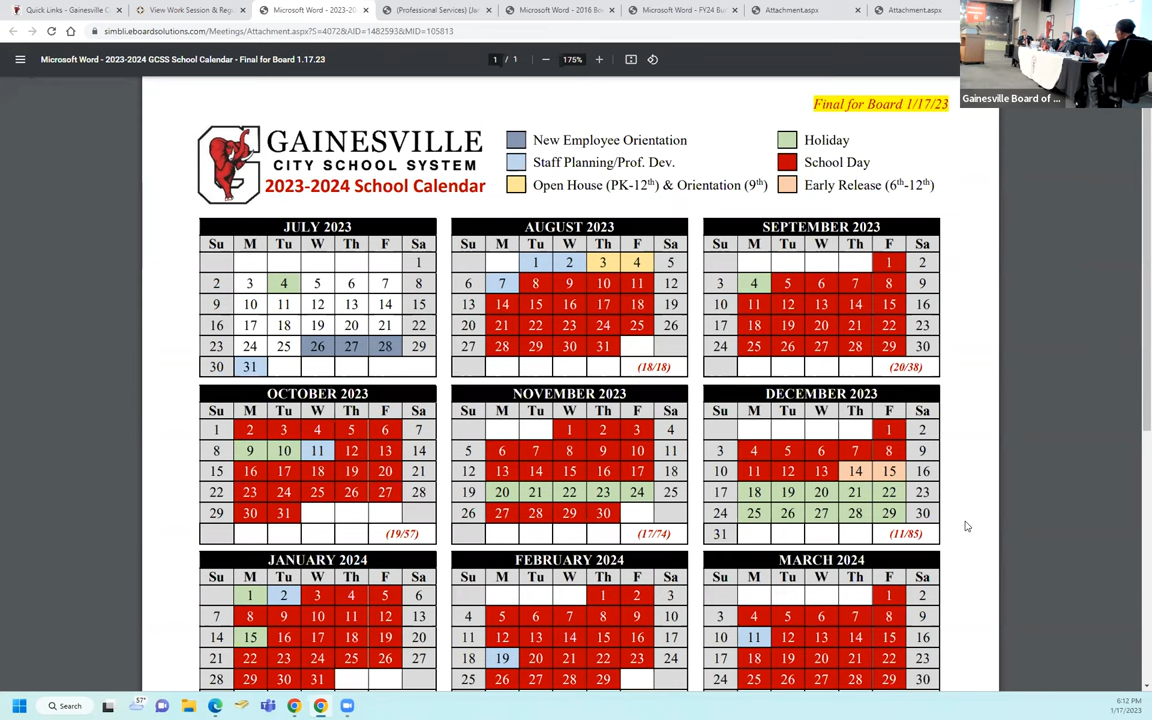 Quick Links - Gainesville C
View Work Session & Regu
Microsoft Word - 2023-20
(Professional Services) (Ja
Microsoft Word - 2016 Bo
Microsoft Word - FY24 Bu
Attachment.aspx
Attachment.aspx
simbli.eboardsolutions.com/Meetings/Attachment.aspx?S=4072&AID=1482593&MID=105813
Microsoft Word - 2023-2024 GCSS School Calendar - Final for Board 1.17.23
1 / 1
175%
Gainesville Board of ...
Final for Board 1/17/23
GAINESVILLE
CITY SCHOOL SYSTEM
2023-2024 School Calendar
New Employee Orientation
Staff Planning/Prof. Dev.
Open House (PK-12th) & Orientation (9th)
Holiday
School Day
Early Release (6th-12th)
JULY 2023
Su M Tu W Th F Sa
1
2 3 4 5 6 7 8
9 10 11 12 13 14 15
16 17 18 19 20 21 22
23 24 25 26 27 28 29
30 31
AUGUST 2023
Su M Tu W Th F Sa
1 2 3 4 5
6 7 8 9 10 11 12
13 14 15 16 17 18 19
20 21 22 23 24 25 26
27 28 29 30 31
(18/18)
SEPTEMBER 2023
Su M Tu W Th F Sa
1 2
3 4 5 6 7 8 9
10 11 12 13 14 15 16
17 18 19 20 21 22 23
24 25 26 27 28 29 30
(20/38)
OCTOBER 2023
Su M Tu W Th F Sa
1 2 3 4 5 6 7
8 9 10 11 12 13 14
15 16 17 18 19 20 21
22 23 24 25 26 27 28
29 30 31
(19/57)
NOVEMBER 2023
Su M Tu W Th F Sa
1 2 3 4
5 6 7 8 9 10 11
12 13 14 15 16 17 18
19 20 21 22 23 24 25
26 27 28 29 30
(17/74)
DECEMBER 2023
Su M Tu W Th F Sa
1 2
3 4 5 6 7 8 9
10 11 12 13 14 15 16
17 18 19 20 21 22 23
24 25 26 27 28 29 30
31 (11/85)
JANUARY 2024
Su M Tu W Th F Sa
1 2 3 4 5 6
7 8 9 10 11 12 13
14 15 16 17 18 19 20
21 22 23 24 25 26 27
28 29 30 31
FEBRUARY 2024
Su M Tu W Th F Sa
1 2 3
4 5 6 7 8 9 10
11 12 13 14 15 16 17
18 19 20 21 22 23 24
25 26 27 28 29
MARCH 2024
Su M Tu W Th F Sa
1 2
3 4 5 6 7 8 9
10 11 12 13 14 15 16
17 18 19 20 21 22 23
24 25 26 27 28 29 30
Search
57°
6:12 PM
1/17/2023